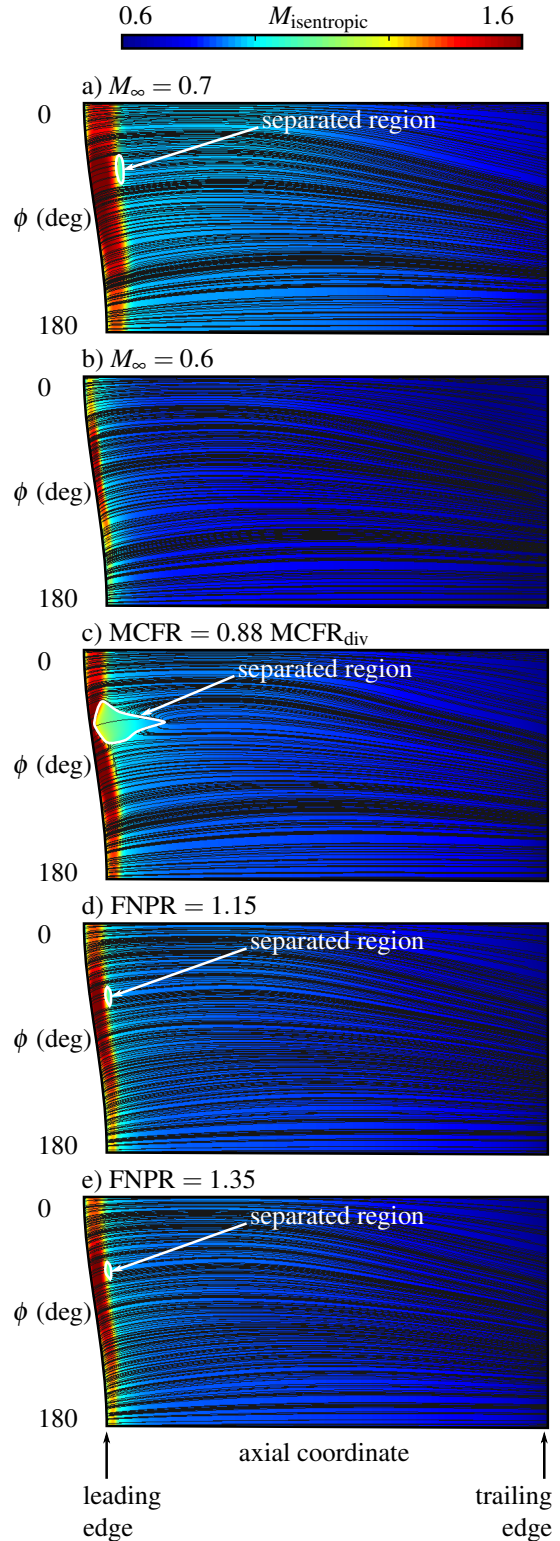 0.6 M_isentropic 1.6
a) M_∞ = 0.7
0
separated region
ϕ (deg)
180
b) M_∞ = 0.6
0
ϕ (deg)
180
c) MCFR = 0.88 MCFR_div
0
separated region
ϕ (deg)
180
d) FNPR = 1.15
0
separated region
ϕ (deg)
180
e) FNPR = 1.35
0
separated region
ϕ (deg)
180
axial coordinate
leading trailing
edge edge